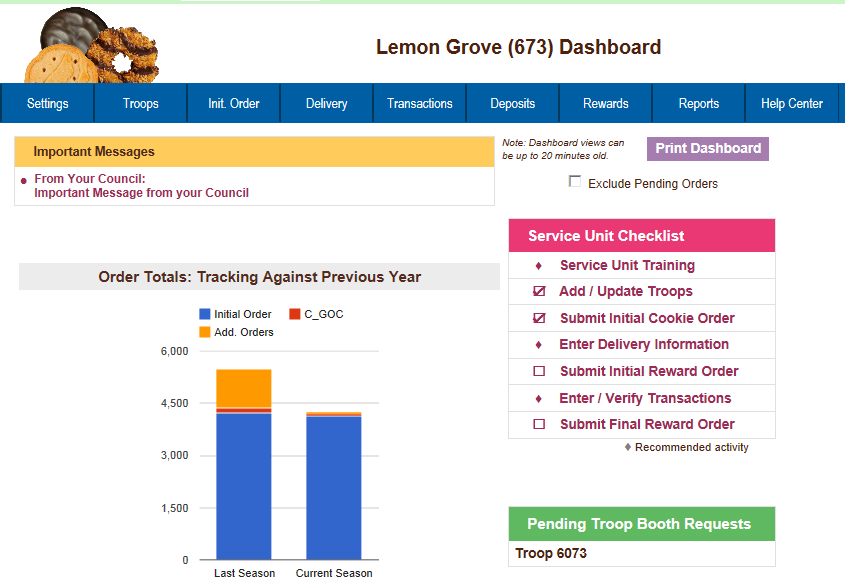 Lemon Grove (673) Dashboard
Settings Troops Init. Order Delivery Transactions Deposits Rewards Reports Help Center
Important Messages
From Your Council:
Important Message from your Council
Note: Dashboard views can
be up to 20 minutes old.
Print Dashboard
Exclude Pending Orders
Order Totals: Tracking Against Previous Year
Initial Order C_GOC
Add. Orders
6,000
4,500
3,000
1,500
0
Last Season Current Season
Service Unit Checklist
Service Unit Training
Add / Update Troops
Submit Initial Cookie Order
Enter Delivery Information
Submit Initial Reward Order
Enter / Verify Transactions
Submit Final Reward Order
♦ Recommended activity
Pending Troop Booth Requests
Troop 6073